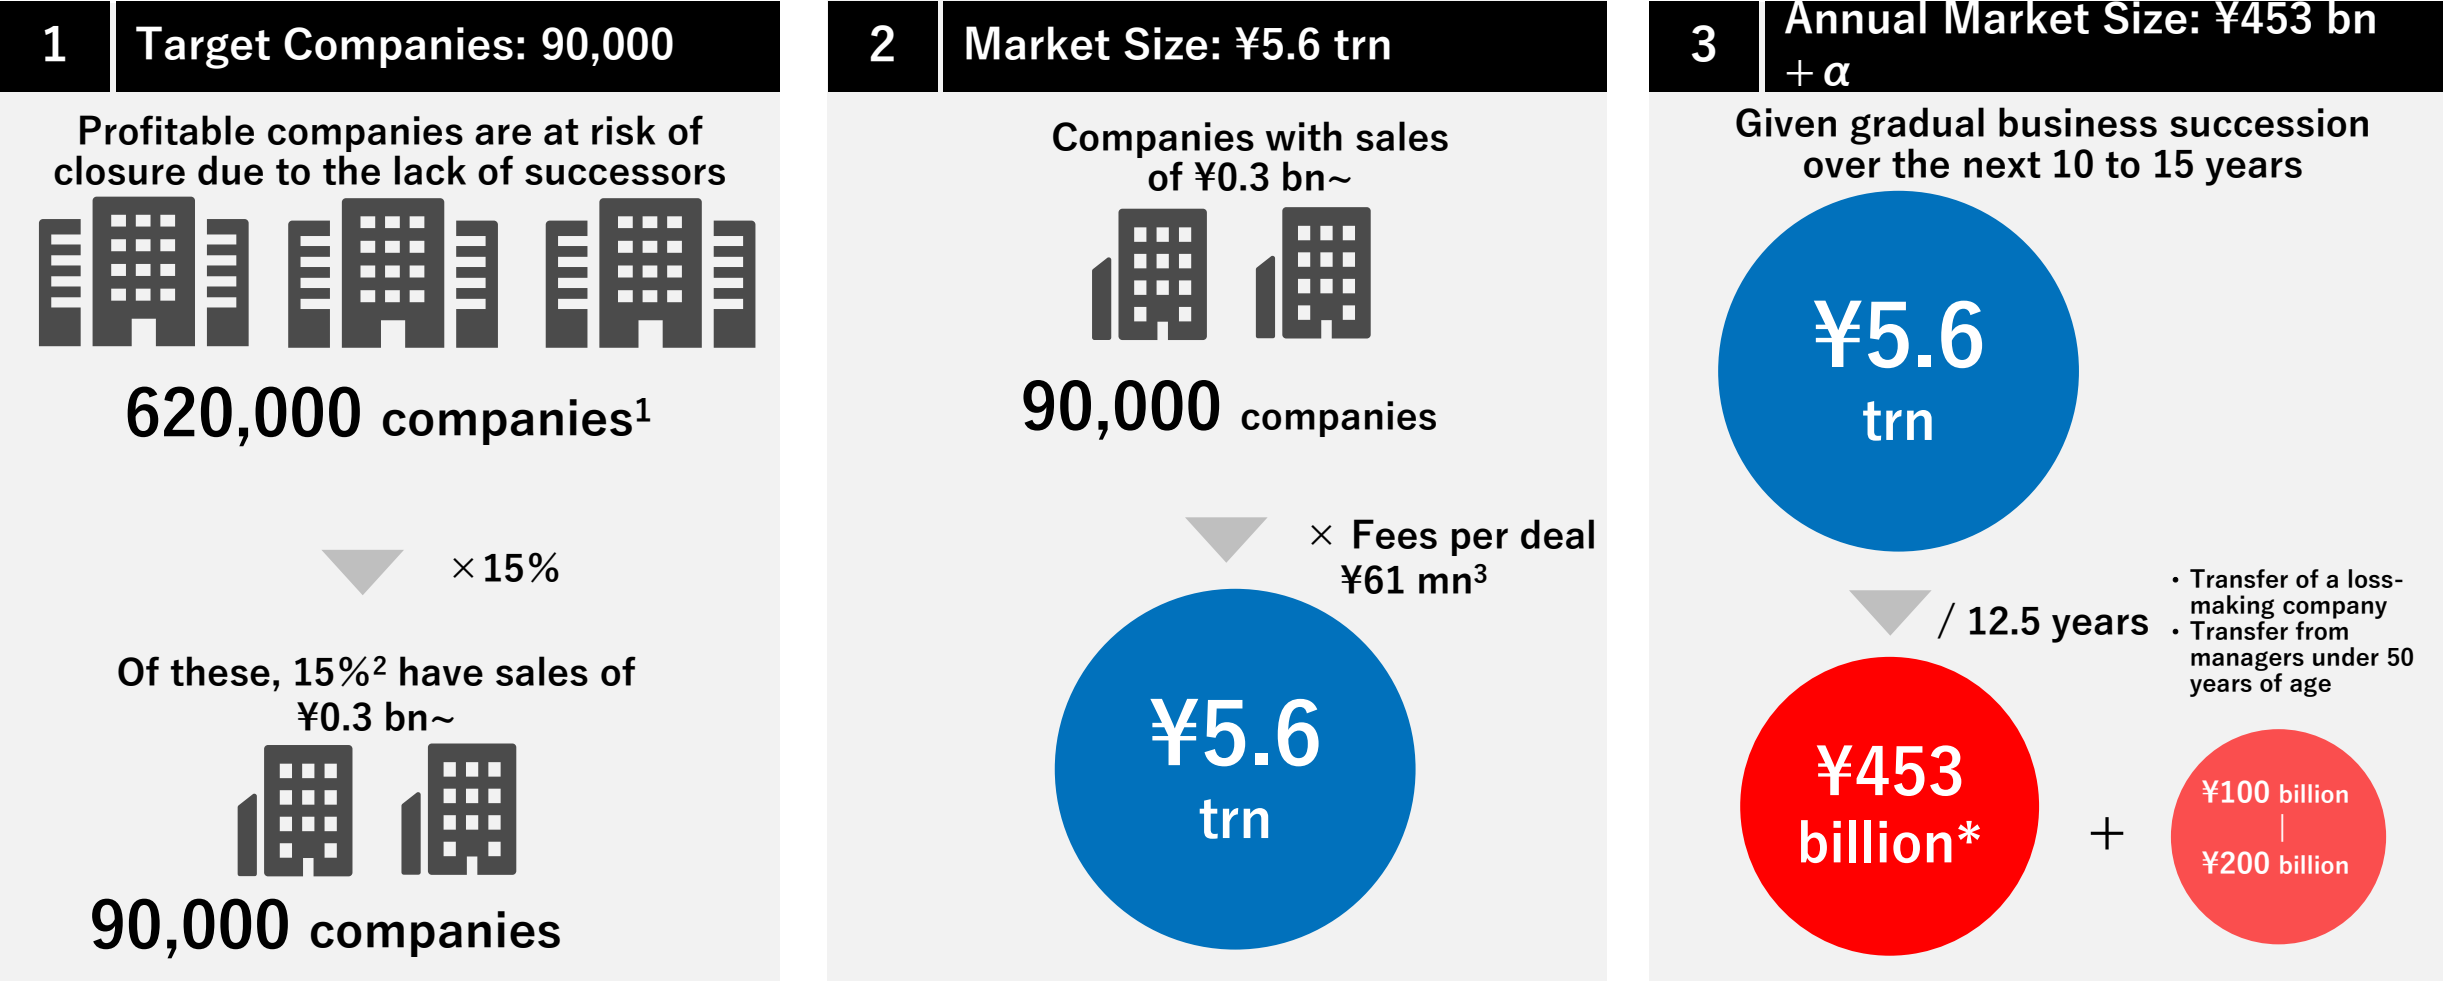 1
Target Companies: 90,000
Profitable companies are at risk of
closure due to the lack of successors
620,000 companies¹
×15%
Of these, 15%² have sales of
¥0.3 bn~
90,000 companies
2
Market Size: ¥5.6 trn
Companies with sales
of ¥0.3 bn~
90,000 companies
× Fees per deal
¥61 mn³
¥5.6
trn
3
Annual Market Size: ¥453 bn
+α
Given gradual business succession
over the next 10 to 15 years
¥5.6
trn
/ 12.5 years
・Transfer of a loss-
making company
・Transfer from
managers under 50
years of age
¥453
billion*
+
¥100 billion
|
¥200 billion